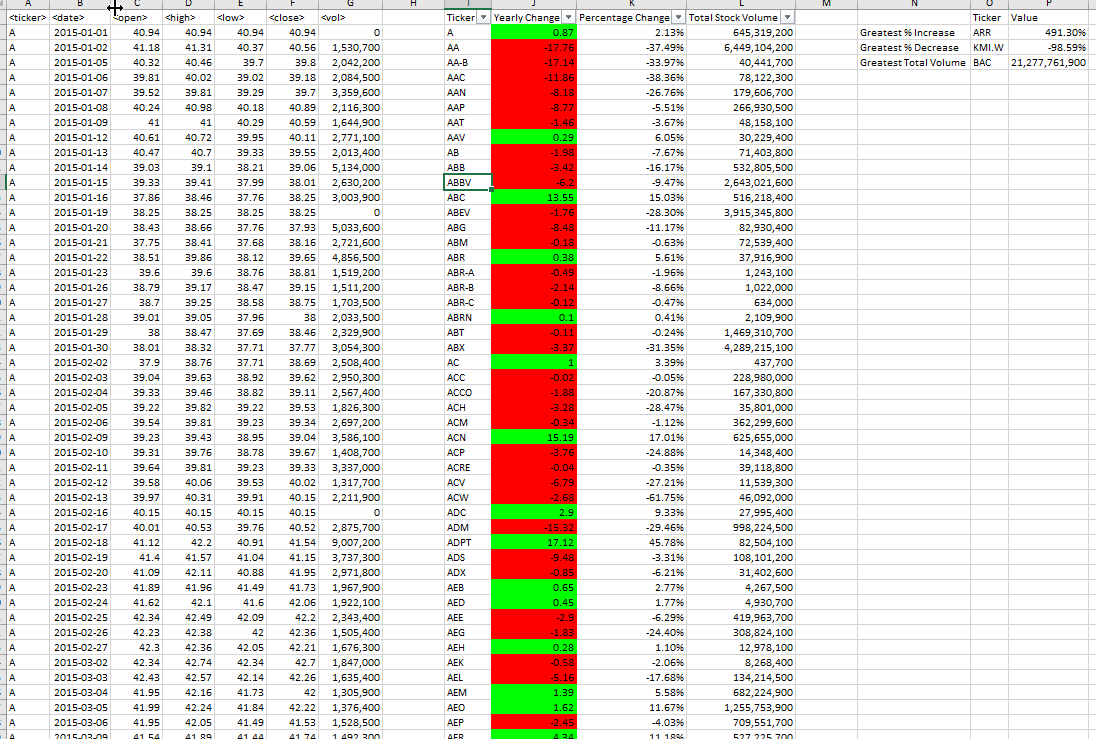 A B C D E F G H I J K L M N O P
<ticker> <date> <open> <high> <low> <close> <vol> Ticker Yearly Change Percentage Change Total Stock Volume Ticker Value
A 2015-01-01 40.94 40.94 40.94 40.94 0 A 0.87 2.13% 645,319,200 Greatest % Increase ARR 491.30%
A 2015-01-02 41.18 41.31 40.37 40.56 1,530,700 AA -17.76 -37.49% 6,449,104,200 Greatest % Decrease KMI.W -98.59%
A 2015-01-05 40.32 40.46 39.7 39.8 2,042,200 AA-B -17.14 -33.97% 40,441,700 Greatest Total Volume BAC 21,277,761,900
A 2015-01-06 39.81 40.02 39.02 39.18 2,084,500 AAC -11.86 -38.36% 78,122,300
A 2015-01-07 39.52 39.81 39.29 39.7 3,359,600 AAN -8.18 -26.76% 179,606,700
A 2015-01-08 40.24 40.98 40.18 40.89 2,116,300 AAP -8.77 -5.51% 266,930,500
A 2015-01-09 41 41 40.29 40.59 1,644,900 AAT -1.46 -3.67% 48,158,100
A 2015-01-12 40.61 40.72 39.95 40.11 2,771,100 AAV 0.29 6.05% 30,229,400
A 2015-01-13 40.47 40.7 39.33 39.55 2,013,400 AB -1.98 -7.67% 71,403,800
A 2015-01-14 39.03 39.1 38.21 39.06 5,134,000 ABB -3.42 -16.17% 532,805,500
A 2015-01-15 39.33 39.41 37.99 38.01 2,630,200 ABBV -6.2 -9.47% 2,643,021,600
A 2015-01-16 37.86 38.46 37.76 38.25 3,003,900 ABC 13.55 15.03% 516,218,400
A 2015-01-19 38.25 38.25 38.25 38.25 0 ABEV -1.76 -28.30% 3,915,345,800
A 2015-01-20 38.43 38.66 37.76 37.93 5,033,600 ABG -8.48 -11.17% 82,930,400
A 2015-01-21 37.75 38.41 37.68 38.16 2,721,600 ABM -0.18 -0.63% 72,539,400
A 2015-01-22 38.51 39.86 38.12 39.65 4,856,500 ABR 0.38 5.61% 37,916,900
A 2015-01-23 39.6 39.6 38.76 38.81 1,519,200 ABR-A -0.49 -1.96% 1,243,100
A 2015-01-26 38.79 39.17 38.47 39.15 1,511,200 ABR-B -2.14 -8.66% 1,022,000
A 2015-01-27 38.7 39.25 38.58 38.75 1,703,500 ABR-C -0.12 -0.47% 634,000
A 2015-01-28 39.01 39.05 37.96 38 2,033,500 ABRN 0.1 0.41% 2,109,900
A 2015-01-29 38 38.47 37.69 38.46 2,329,900 ABT -0.11 -0.24% 1,469,310,700
A 2015-01-30 38.01 38.32 37.71 37.77 3,054,300 ABX -3.37 -31.35% 4,289,215,100
A 2015-02-02 37.9 38.76 37.71 38.69 2,508,400 AC 1 3.39% 437,700
A 2015-02-03 39.04 39.63 38.92 39.62 2,950,300 ACC -0.02 -0.05% 228,980,000
A 2015-02-04 39.33 39.46 38.82 39.11 2,567,400 ACCO -1.88 -20.87% 167,330,800
A 2015-02-05 39.22 39.82 39.22 39.53 1,826,300 ACH -3.28 -28.47% 35,801,000
A 2015-02-06 39.54 39.81 39.23 39.34 2,697,200 ACM -0.34 -1.12% 362,299,600
A 2015-02-09 39.23 39.43 38.95 39.04 3,586,100 ACN 15.19 17.01% 625,655,000
A 2015-02-10 39.31 39.76 38.78 39.67 1,408,700 ACP -3.76 -24.88% 14,348,400
A 2015-02-11 39.64 39.81 39.23 39.33 3,337,000 ACRE -0.04 -0.35% 39,118,800
A 2015-02-12 39.58 40.06 39.53 40.02 1,317,700 ACV -6.79 -27.21% 11,539,300
A 2015-02-13 39.97 40.31 39.91 40.15 2,211,900 ACW -2.68 -61.75% 46,092,000
A 2015-02-16 40.15 40.15 40.15 40.15 0 ADC 2.9 9.33% 27,995,400
A 2015-02-17 40.01 40.53 39.76 40.52 2,875,700 ADM -15.32 -29.46% 998,224,500
A 2015-02-18 41.12 42.2 40.91 41.54 9,007,200 ADPT 17.12 45.78% 82,504,100
A 2015-02-19 41.4 41.57 41.04 41.15 3,737,300 ADS -9.48 -3.31% 108,101,200
A 2015-02-20 41.09 42.11 40.88 41.95 2,971,800 ADX -0.85 -6.21% 31,402,600
A 2015-02-23 41.89 41.96 41.49 41.73 1,967,900 AEB 0.65 2.77% 4,267,500
A 2015-02-24 41.62 42.1 41.6 42.06 1,922,100 AED 0.45 1.77% 4,930,700
A 2015-02-25 42.34 42.49 42.09 42.2 2,343,400 AEE -2.9 -6.29% 419,963,700
A 2015-02-26 42.23 42.38 42 42.36 1,505,400 AEG -1.83 -24.40% 308,824,100
A 2015-02-27 42.3 42.36 42.05 42.21 1,676,300 AEH 0.28 1.10% 12,978,100
A 2015-03-02 42.34 42.74 42.34 42.7 1,847,000 AEK -0.58 -2.06% 8,268,400
A 2015-03-03 42.43 42.57 42.14 42.26 1,635,400 AEL -5.16 -17.68% 134,214,500
A 2015-03-04 41.95 42.16 41.73 42 1,305,900 AEM 1.39 5.58% 682,224,900
A 2015-03-05 41.99 42.24 41.84 42.22 1,376,400 AEO 1.62 11.67% 1,255,753,900
A 2015-03-06 41.95 42.05 41.49 41.53 1,528,500 AEP -2.45 -4.03% 709,551,700
A 2015-03-09 41.54 41.89 41.44 41.74 1,492,300 AER 4.34 11.18% 527,225,700